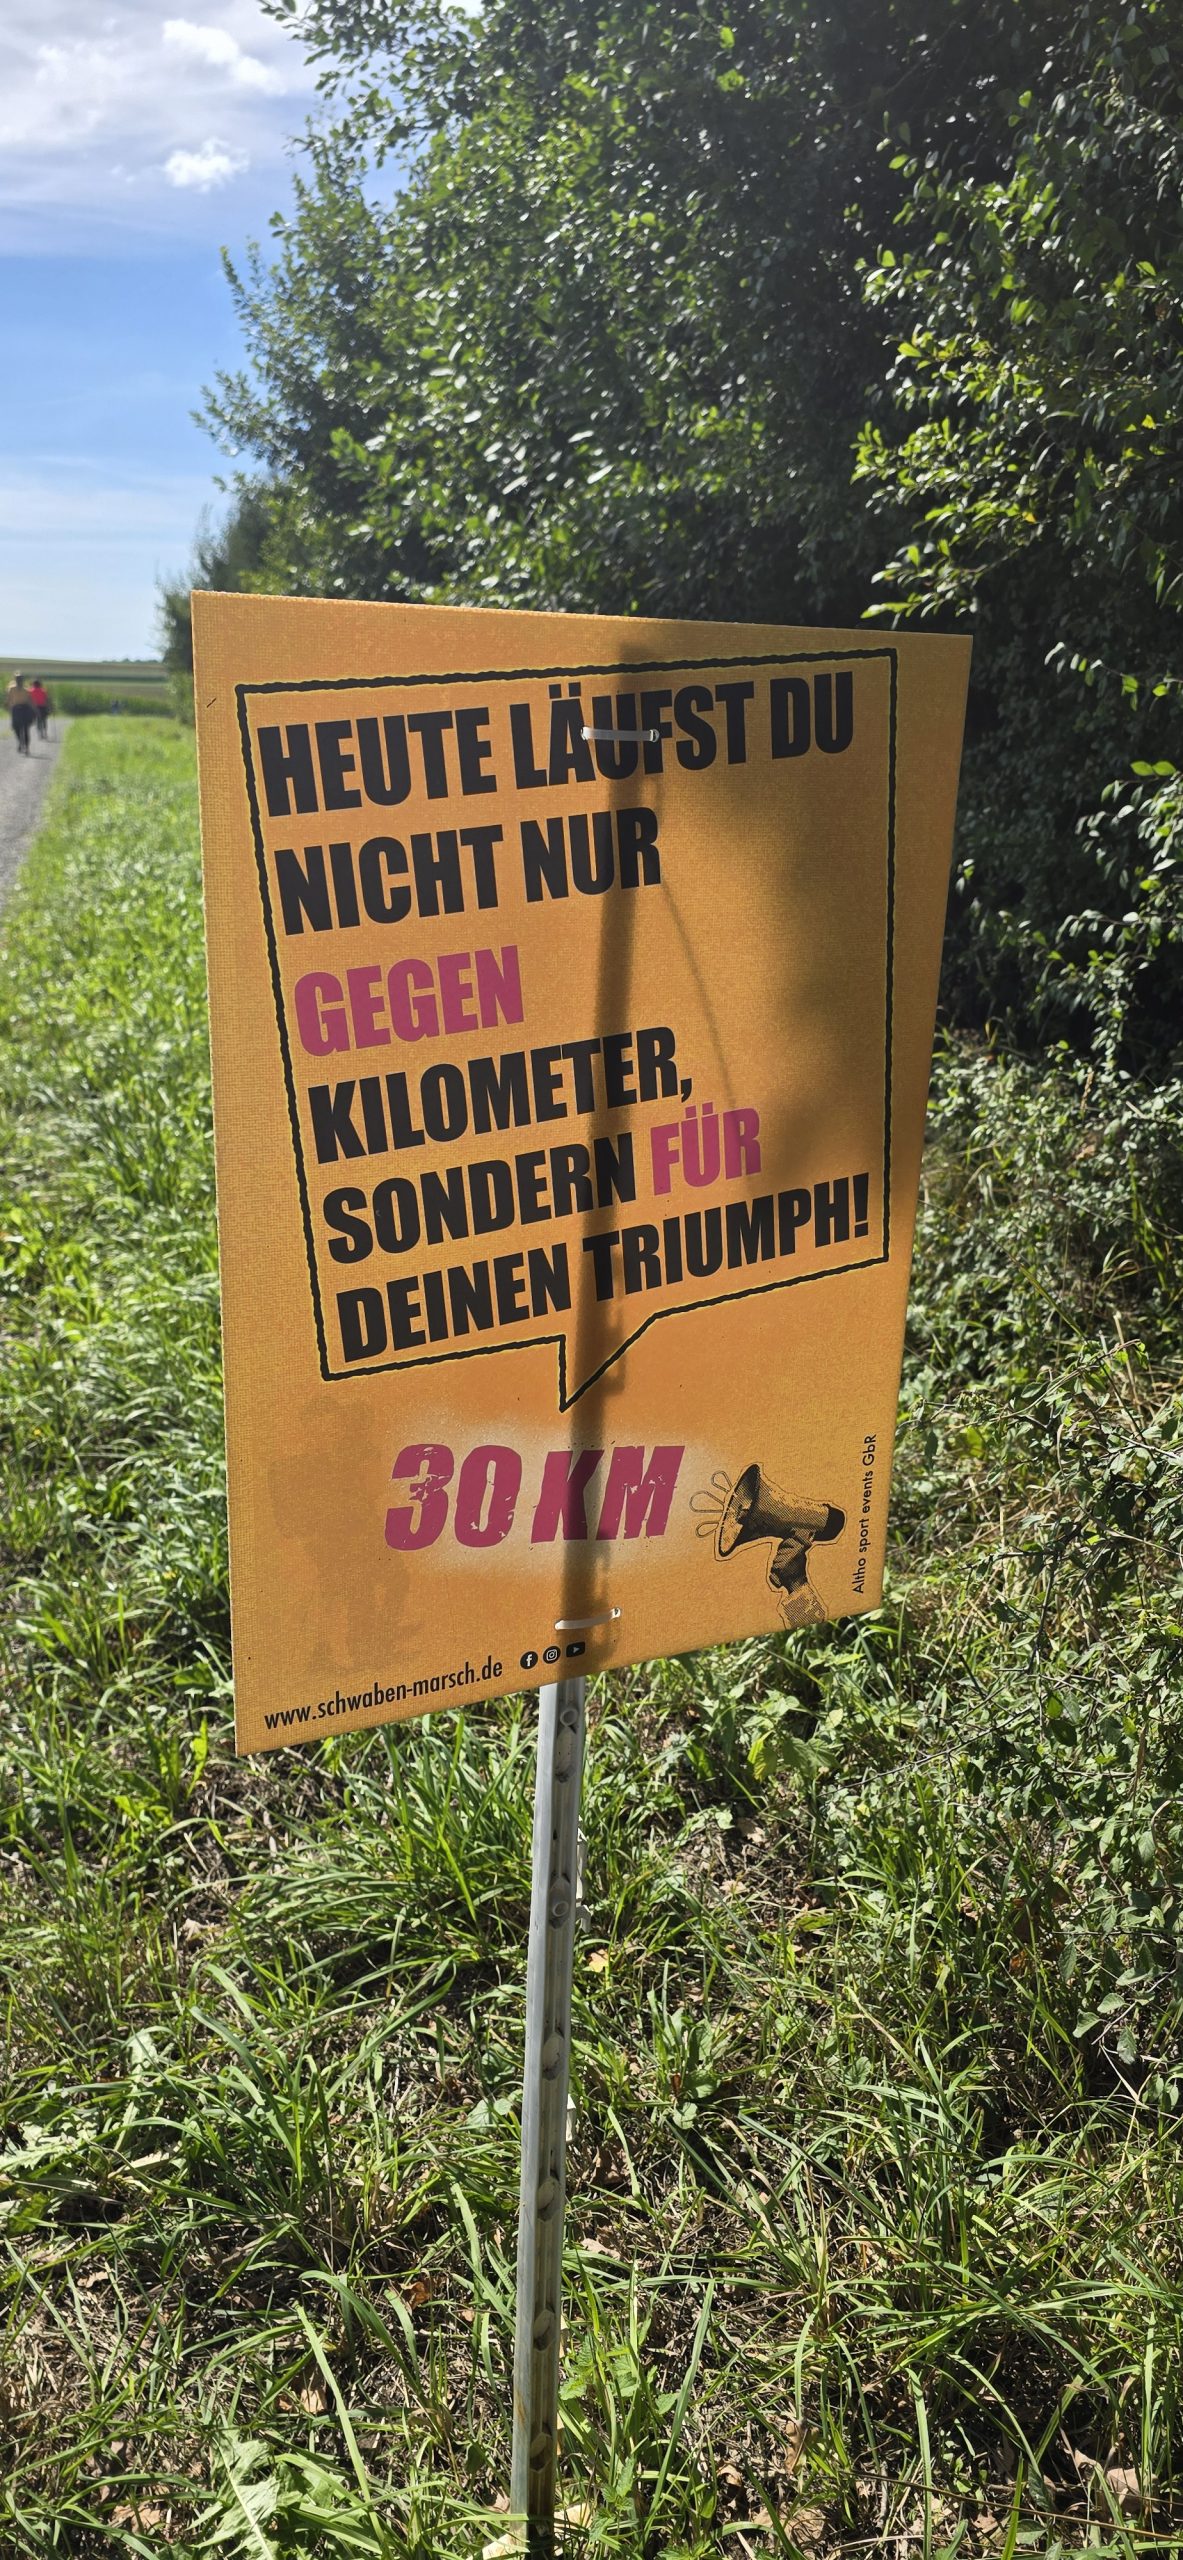 HEUTE LÄUFST DU
NICHT NUR
GEGEN
KILOMETER,
SONDERN FÜR
DEINEN TRIUMPH!
30 KM
Altho sport events GbR
www.schwaben-marsch.de